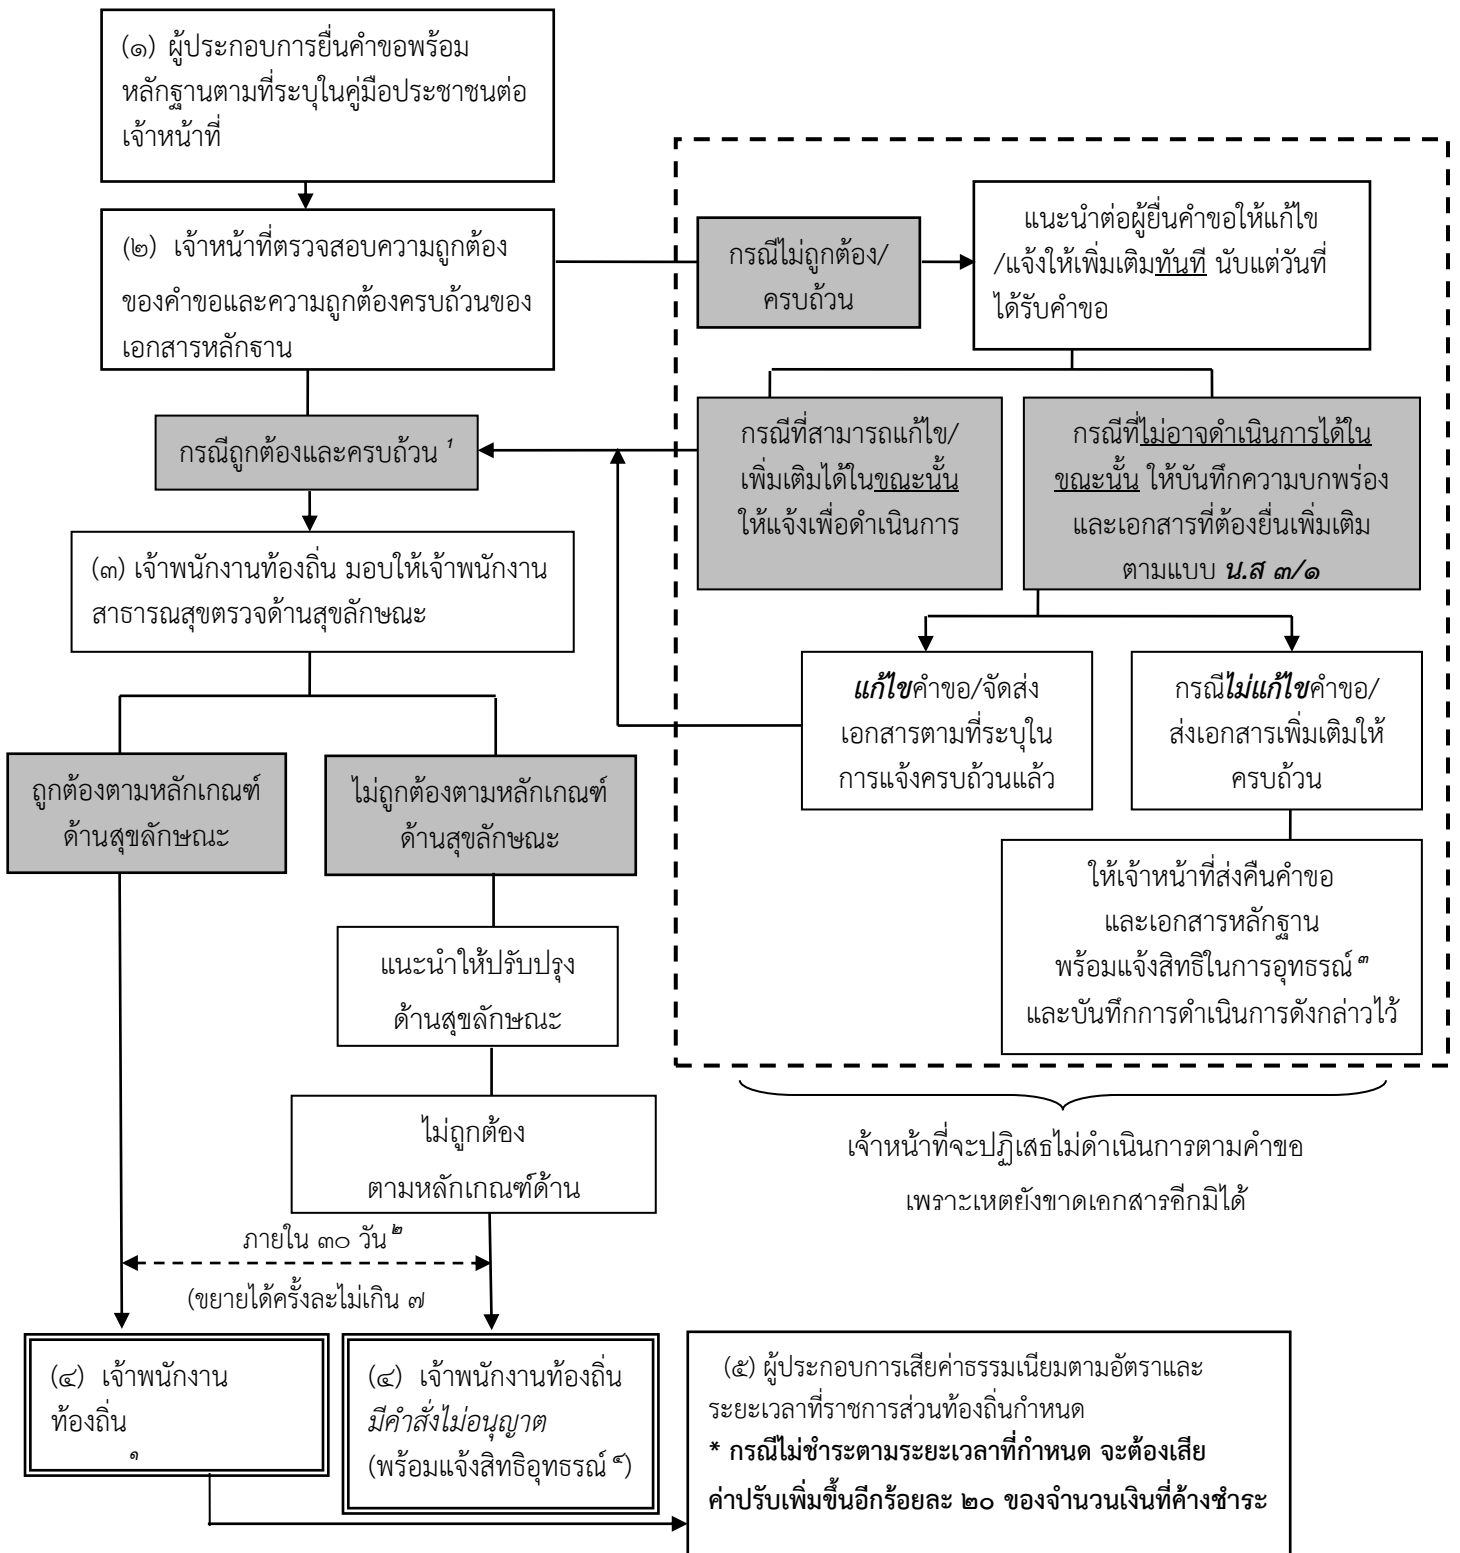 (๑) ผู้ประกอบการยื่นคำขอพร้อม
หลักฐานตามที่ระบุในคู่มือประชาชนต่อ
เจ้าหน้าที่
(๒) เจ้าหน้าที่ตรวจสอบความถูกต้อง
ของคำขอและความถูกต้องครบถ้วนของ
เอกสารหลักฐาน
กรณีไม่ถูกต้อง/
ครบถ้วน
แนะนำต่อผู้ยื่นคำขอให้แก้ไข
/แจ้งให้เพิ่มเติมทันที นับแต่วันที่
ได้รับคำขอ
กรณีถูกต้องและครบถ้วน ¹
กรณีที่สามารถแก้ไข/
เพิ่มเติมได้ในขณะนั้น
ให้แจ้งเพื่อดำเนินการ
กรณีที่ไม่อาจดำเนินการได้ใน
ขณะนั้น ให้บันทึกความบกพร่อง
และเอกสารที่ต้องยื่นเพิ่มเติม
ตามแบบ น.ส ๓/๑
(๓) เจ้าพนักงานท้องถิ่น มอบให้เจ้าพนักงาน
สาธารณสุขตรวจด้านสุขลักษณะ
แก้ไขคำขอ/จัดส่ง
เอกสารตามที่ระบุใน
การแจ้งครบถ้วนแล้ว
กรณีไม่แก้ไขคำขอ/
ส่งเอกสารเพิ่มเติมให้
ครบถ้วน
ถูกต้องตามหลักเกณฑ์
ด้านสุขลักษณะ
ไม่ถูกต้องตามหลักเกณฑ์
ด้านสุขลักษณะ
ให้เจ้าหน้าที่ส่งคืนคำขอ
และเอกสารหลักฐาน
พร้อมแจ้งสิทธิในการอุทธรณ์ ๓
และบันทึกการดำเนินการดังกล่าวไว้
แนะนำให้ปรับปรุง
ด้านสุขลักษณะ
ไม่ถูกต้อง
ตามหลักเกณฑ์ด้าน
เจ้าหน้าที่จะปฏิเสธไม่ดำเนินการตามคำขอ
เพราะเหตุยังขาดเอกสารอีกมิได้
ภายใน ๓๐ วัน ๒
(ขยายได้ครั้งละไม่เกิน ๗
(๔) เจ้าพนักงาน
ท้องถิ่น
๑
(๔) เจ้าพนักงานท้องถิ่น
มีคำสั่งไม่อนุญาต
(พร้อมแจ้งสิทธิอุทธรณ์ ๔)
(๕) ผู้ประกอบการเสียค่าธรรมเนียมตามอัตราและ
ระยะเวลาที่ราชการส่วนท้องถิ่นกำหนด
* กรณีไม่ชำระตามระยะเวลาที่กำหนด จะต้องเสีย
ค่าปรับเพิ่มขึ้นอีกร้อยละ ๒๐ ของจำนวนเงินที่ค้างชำระ